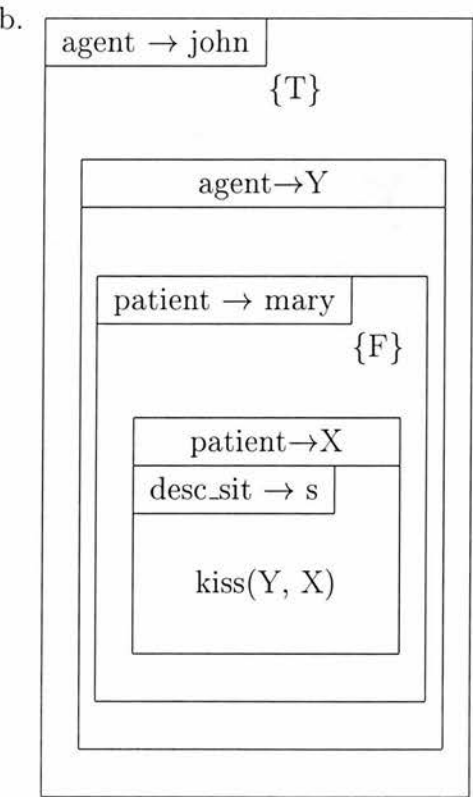 b.
agent → john
{T}
agent→Y
patient → mary
{F}
patient→X
desc_sit → s
kiss(Y, X)